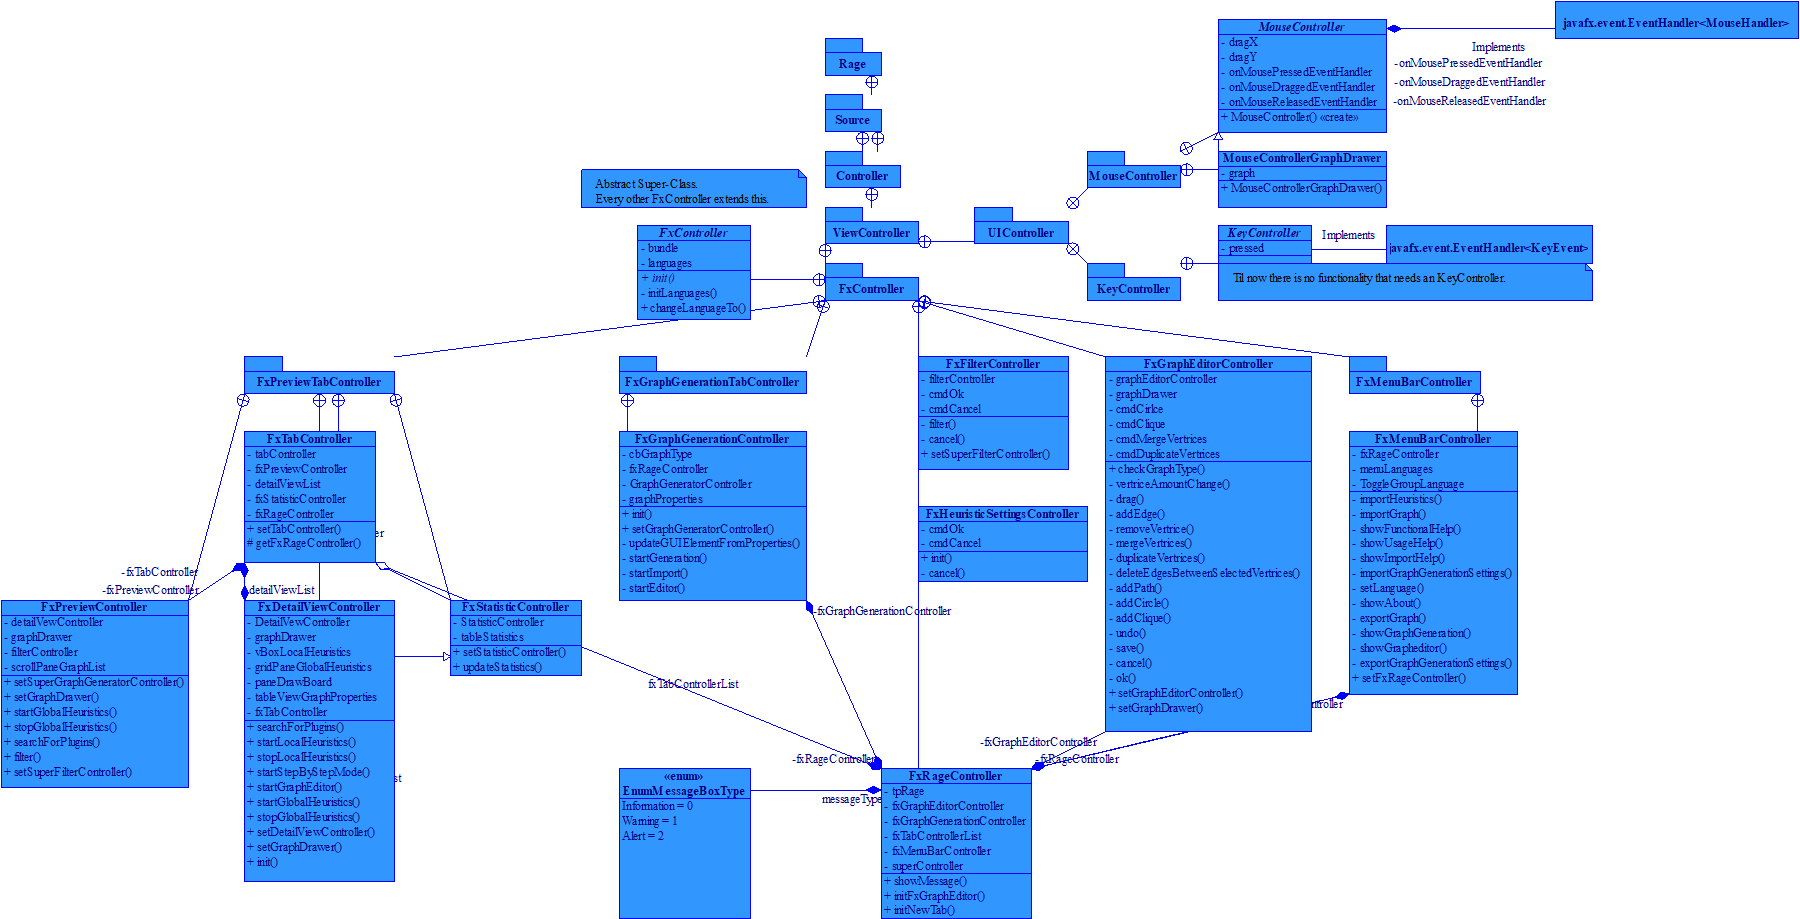 javafx.event.EventHandler<MouseHandler>
MouseController
- dragX
- dragY
- onMousePressedEventHandler
- onMouseDraggedEventHandler
- onMouseReleasedEventHandler
+ MouseController() «create»
Implements
-onMousePressedEventHandler
-onMouseDraggedEventHandler
-onMouseReleasedEventHandler
Rage
Source
Controller
ViewController
UIController
MouseController
MouseControllerGraphDrawer
- graph
+ MouseControllerGraphDrawer()
Abstract Super-Class.
Every other FxController extends this.
FxController
- bundle
- languages
+ init()
- initLanguages()
+ changeLanguageTo()
FxController
KeyController
KeyController
- pressed
Implements
javafx.event.EventHandler<KeyEvent>
Til now there is no functionality that needs an KeyController.
FxPreviewTabController
FxTabController
- tabController
- fxPreviewController
- detailViewList
- fxStatisticController
- fxRageController
+ setTabController()
# getFxRageController()
er
-fxTabController
-fxPreviewController
detailViewList
FxPreviewController
- detailVewController
- graphDrawer
- filterController
- scrollPaneGraphList
+ setSuperGraphGeneratorController()
+ setGraphDrawer()
+ startGlobalHeuristics()
+ stopGlobalHeuristics()
+ searchForPlugins()
+ filter()
+ setSuperFilterController()
FxDetailViewController
- DetailVewController
- graphDrawer
- vBoxLocalHeuristics
- gridPaneGlobalHeuristics
- paneDrawBoard
- tableViewGraphProperties
- fxTabController
+ searchForPlugins()
+ startLocalHeuristics()
+ stopLocalHeuristics()
+ startStepByStepMode()
+ startGraphEditor()
+ startGlobalHeuristics()
+ stopGlobalHeuristics()
+ setDetailViewController()
+ setGraphDrawer()
+ init()
st
FxStatisticController
- StatisticController
- tableStatistics
+ setStatisticController()
+ updateStatistics()
fxTabControllerList
FxGraphGenerationTabController
FxGraphGenerationController
- cbGraphType
- fxRageController
- GraphGeneratorController
- graphProperties
+ init()
+ setGraphGeneratorController()
- updateGUIElementFromProperties()
- startGeneration()
- startImport()
- startEditor()
-fxGraphGenerationController
FxFilterController
- filterController
- cmdOk
- cmdCancel
- filter()
- cancel()
+ setSuperFilterController()
FxHeuristicSettingsController
- cmdOk
- cmdCancel
+ init()
- cancel()
FxGraphEditorController
- graphEditorController
- graphDrawer
- cmdCirlce
- cmdClique
- cmdMergeVertrices
- cmdDuplicateVertrices
+ checkGraphType()
- vertriceAmountChange()
- drag()
- addEdge()
- removeVertrice()
- mergeVertrices()
- duplicateVertrices()
- deleteEdgesBetweenSelectedVertrices()
- addPath()
- addCircle()
- addClique()
- undo()
- save()
- cancel()
- ok()
+ setGraphEditorController()
+ setGraphDrawer()
FxMenuBarController
FxMenuBarController
- fxRageController
- menuLanguages
- ToggleGroupLanguage
- importHeuristics()
- importGraph()
- showFunctionalHelp()
- showUsageHelp()
- showImportHelp()
- importGraphGenerationSettings()
- setLanguage()
- showAbout()
- exportGraph()
- showGraphGeneration()
- showGrapheditor()
- exportGraphGenerationSettings()
+ setFxRageController()
ntroller
-fxGraphEditorController
-fxRageController
-fxRageController
«enum»
EnumMessageBoxType
Information = 0
Warning = 1
Alert = 2
messageType
FxRageController
- tpRage
- fxGraphEditorController
- fxGraphGenerationController
- fxTabControllerList
- fxMenuBarController
- superController
+ showMessage()
+ initFxGraphEditor()
+ initNewTab()